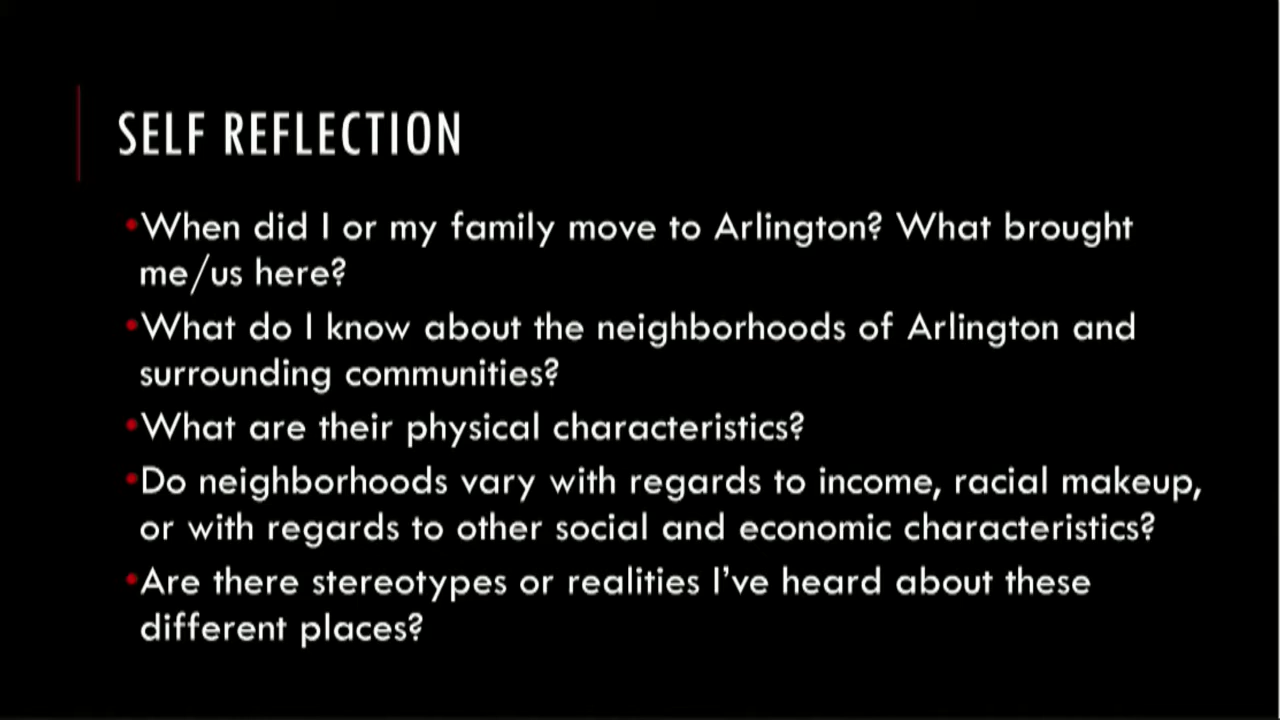 SELF REFLECTION
•When did I or my family move to Arlington? What brought
me/us here?
•What do I know about the neighborhoods of Arlington and
surrounding communities?
•What are their physical characteristics?
•Do neighborhoods vary with regards to income, racial makeup,
or with regards to other social and economic characteristics?
•Are there stereotypes or realities I've heard about these
different places?